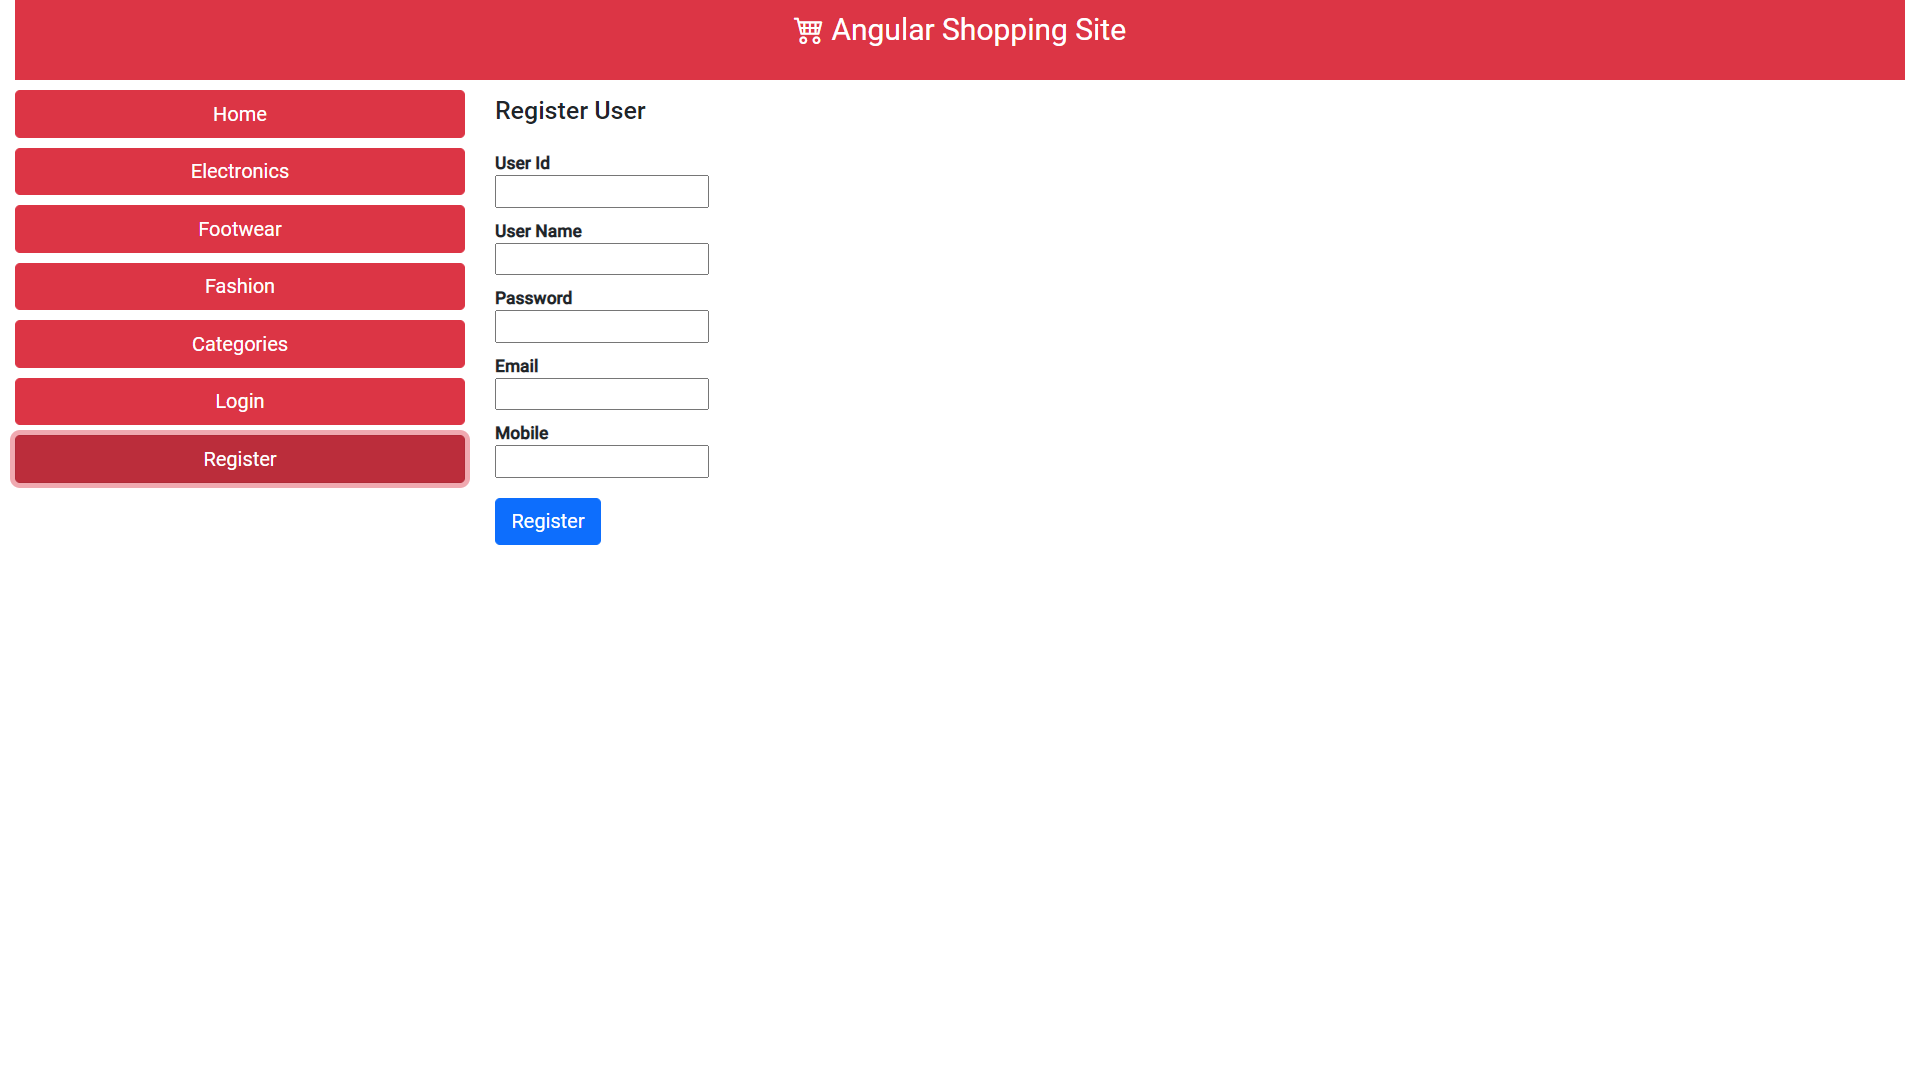 Angular Shopping Site
Home
Electronics
Footwear
Fashion
Categories
Login
Register
Register User
User Id
User Name
Password
Email
Mobile
Register